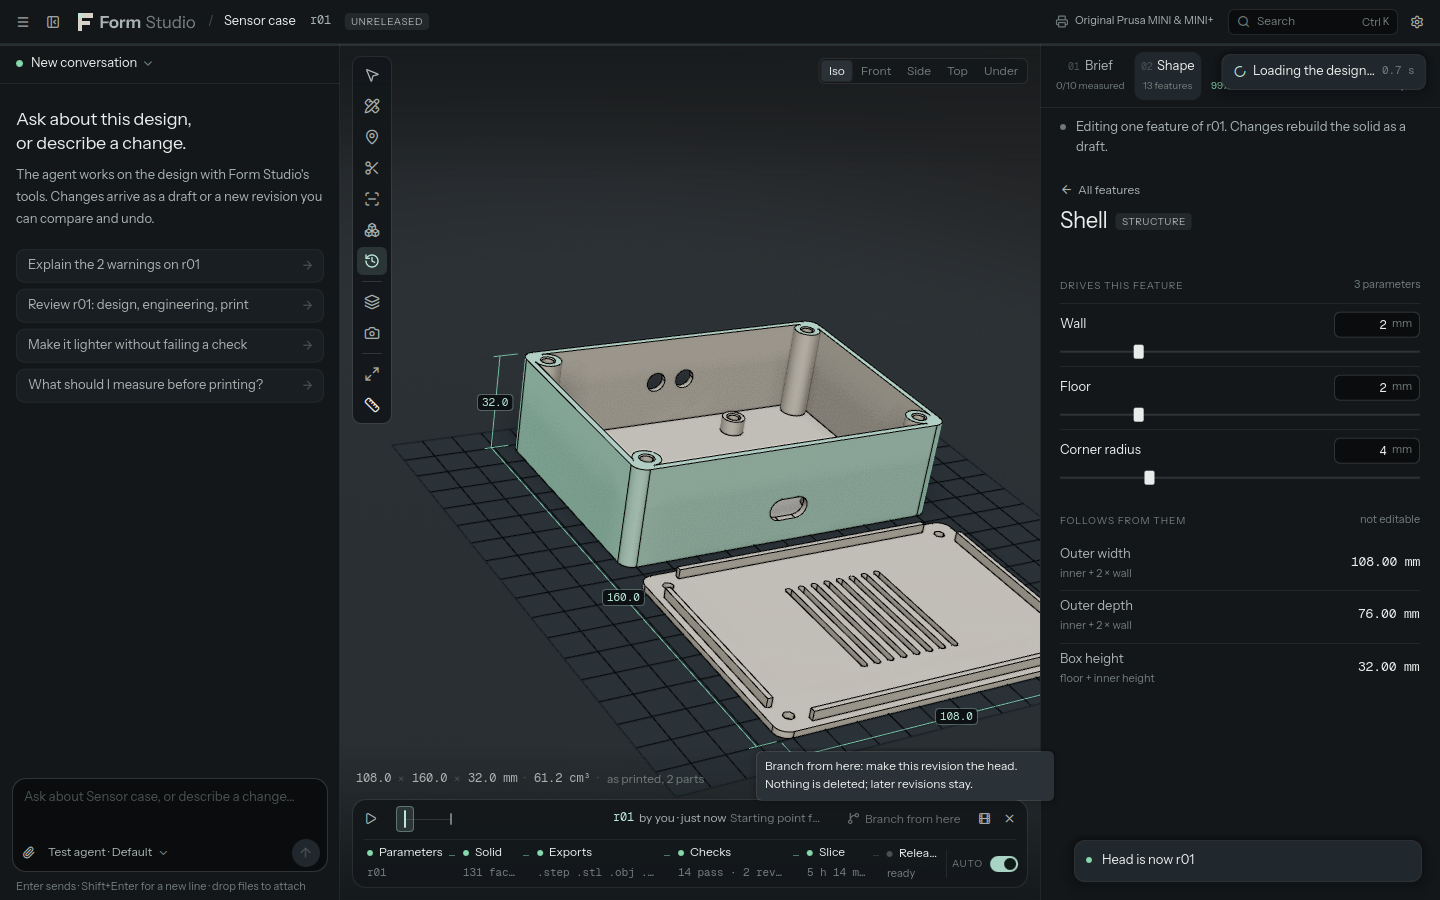 Form Studio / Sensor case r01 UNRELEASED
Original Prusa MINI & MINI+
Search Ctrl K
New conversation
Ask about this design,
or describe a change.
The agent works on the design with Form Studio's
tools. Changes arrive as a draft or a new revision you
can compare and undo.
Explain the 2 warnings on r01
Review r01: design, engineering, print
Make it lighter without failing a check
What should I measure before printing?
Ask about Sensor case, or describe a change...
Test agent · Default
Enter sends · Shift+Enter for a new line · drop files to attach
Iso Front Side Top Under
32.0
160.0
108.0
108.0 × 160.0 × 32.0 mm · 61.2 cm³ · as printed, 2 parts
Branch from here: make this revision the head.
Nothing is deleted; later revisions stay.
r01 by you · just now Starting point f...
Branch from here
Parameters
r01
Solid
131 fac...
Exports
.step .stl .obj ...
Checks
14 pass · 2 rev...
Slice
5 h 14 m...
Relea...
ready
AUTO
01 Brief
0/10 measured
02 Shape
13 features
Loading the design... 0.7 s
Editing one feature of r01. Changes rebuild the solid as a
draft.
All features
Shell STRUCTURE
DRIVES THIS FEATURE 3 parameters
Wall 2 mm
Floor 2 mm
Corner radius 4 mm
FOLLOWS FROM THEM not editable
Outer width
inner + 2 × wall
108.00 mm
Outer depth
inner + 2 × wall
76.00 mm
Box height
floor + inner height
32.00 mm
Head is now r01